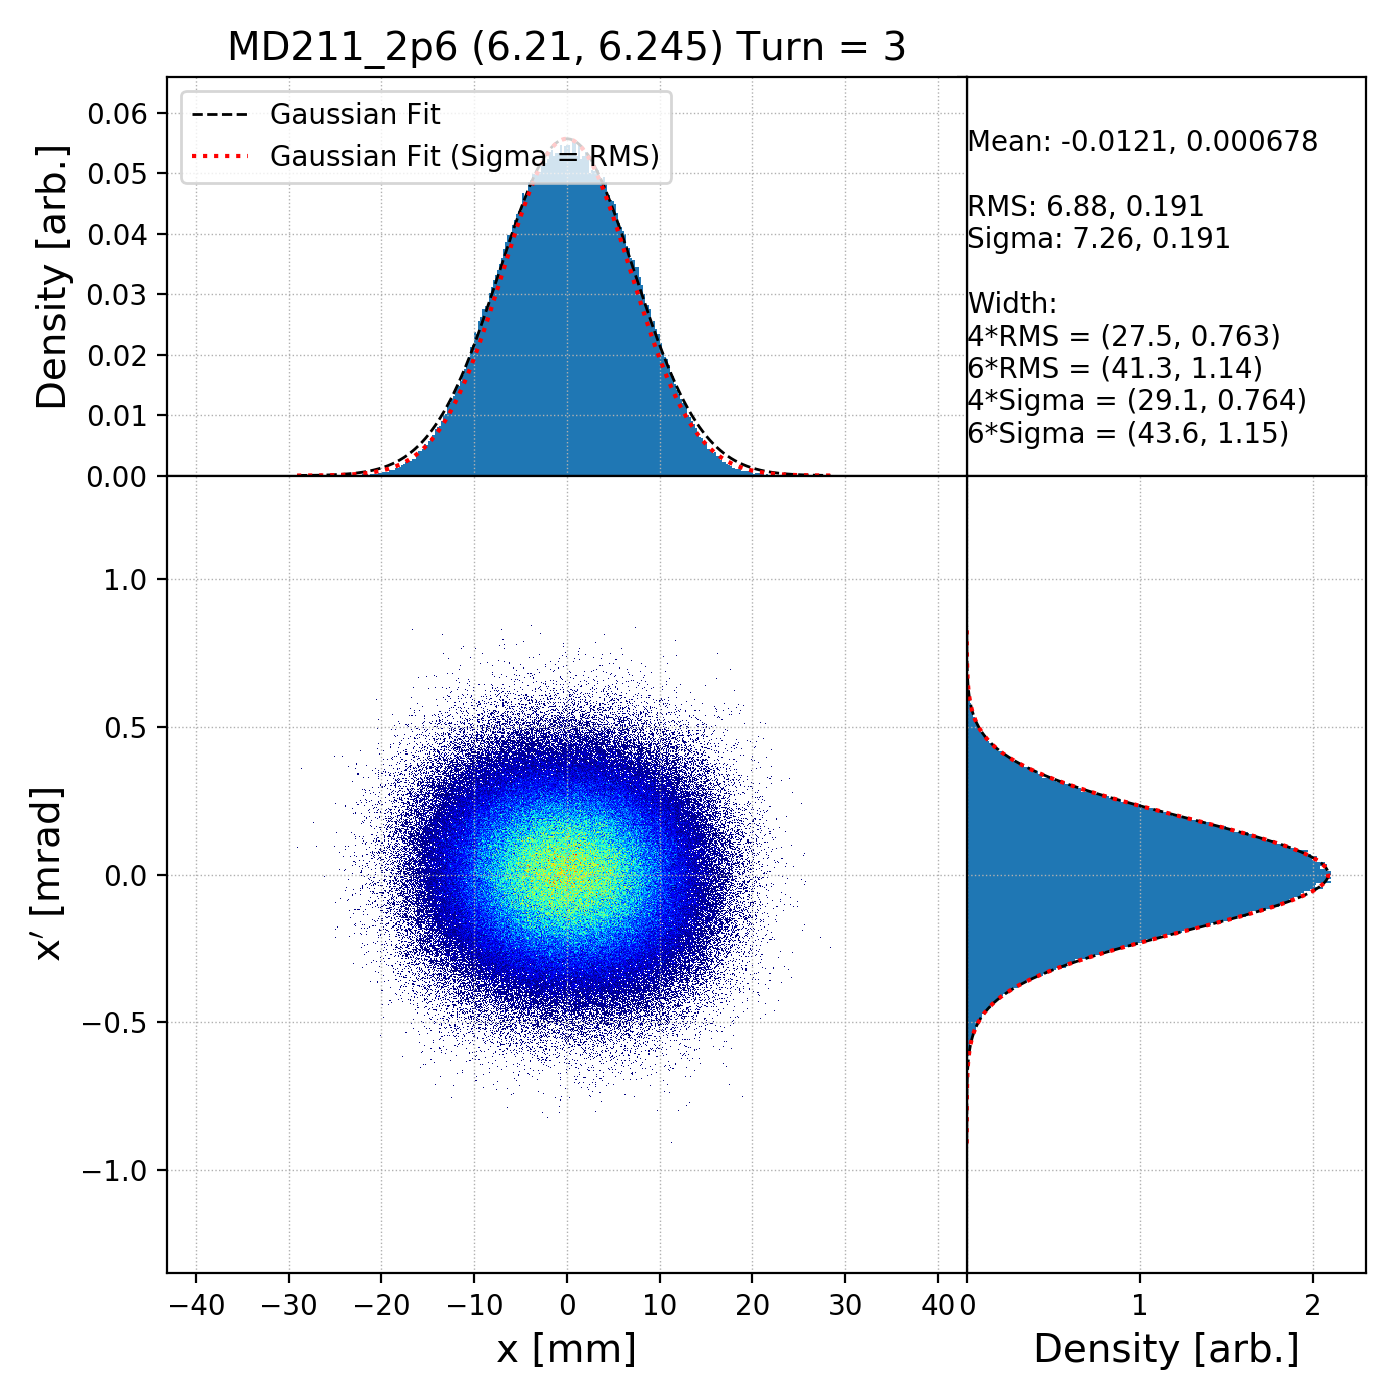 MD211_2p6 (6.21, 6.245) Turn = 3
Gaussian Fit
Gaussian Fit (Sigma = RMS)
Density [arb.]
0.06
0.05
0.04
0.03
0.02
0.01
0.00
Mean: -0.0121, 0.000678
RMS: 6.88, 0.191
Sigma: 7.26, 0.191
Width:
4*RMS = (27.5, 0.763)
6*RMS = (41.3, 1.14)
4*Sigma = (29.1, 0.764)
6*Sigma = (43.6, 1.15)
x′ [mrad]
1.0
0.5
0.0
−0.5
−1.0
−40 −30 −20 −10 0 10 20 30 40
x [mm]
0 1 2
Density [arb.]